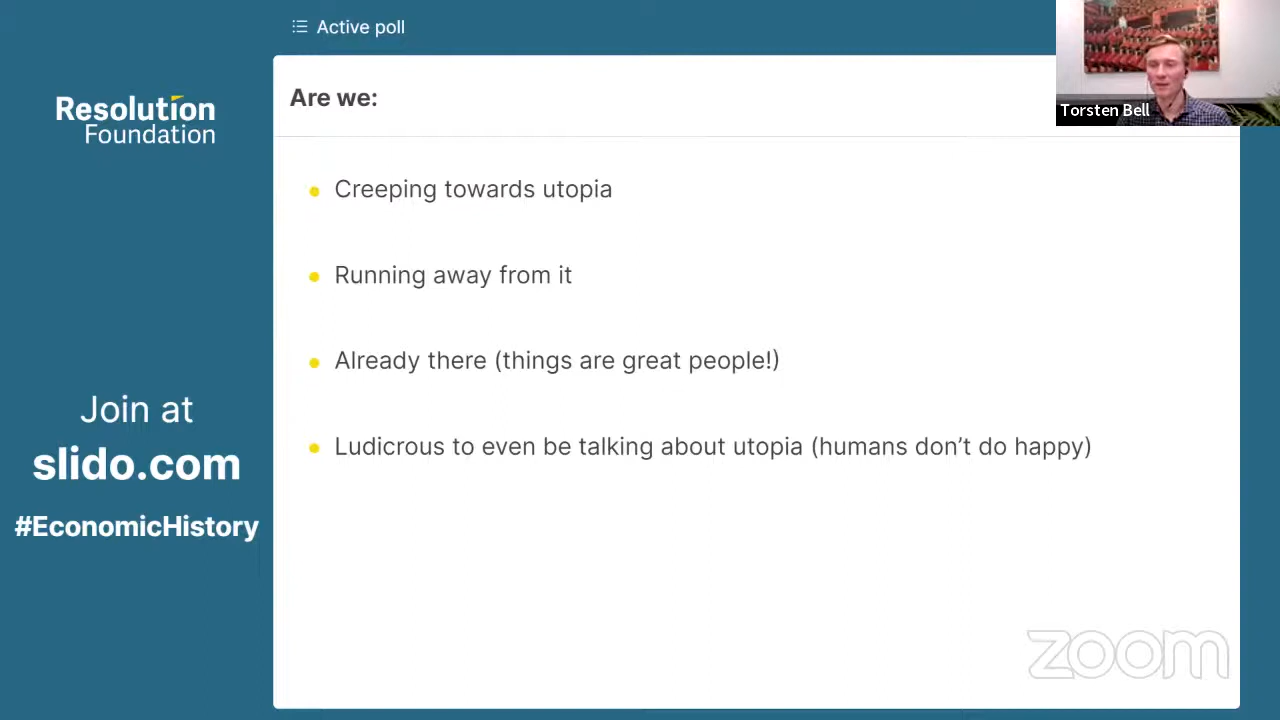 Active poll
Torsten Bell
Resolution
Foundation
Are we:
Creeping towards utopia
Running away from it
Already there (things are great people!)
Ludicrous to even be talking about utopia (humans don’t do happy)
Join at
slido.com
#EconomicHistory
zoom